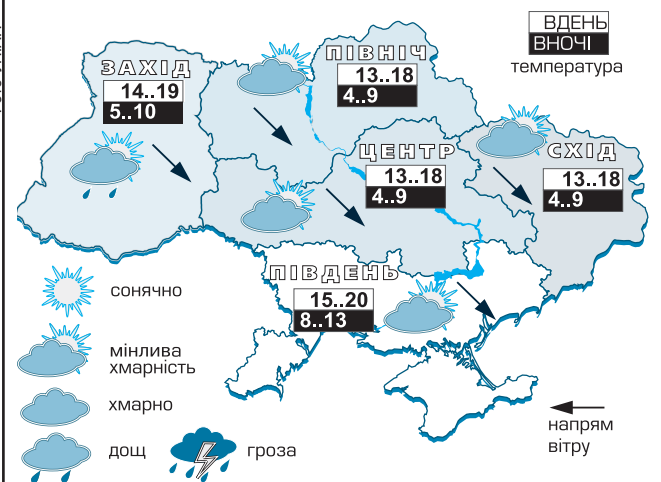 ВДЕНЬ
ВНОЧІ
температура
ПІВНІЧ
13..18
4..9
ЗАХІД
14..19
5..10
ЦЕНТР
13..18
4..9
СХІД
13..18
4..9
ПІВДЕНЬ
15..20
8..13
сонячно
мінлива
хмарність
хмарно
дощ
гроза
напрям
вітру